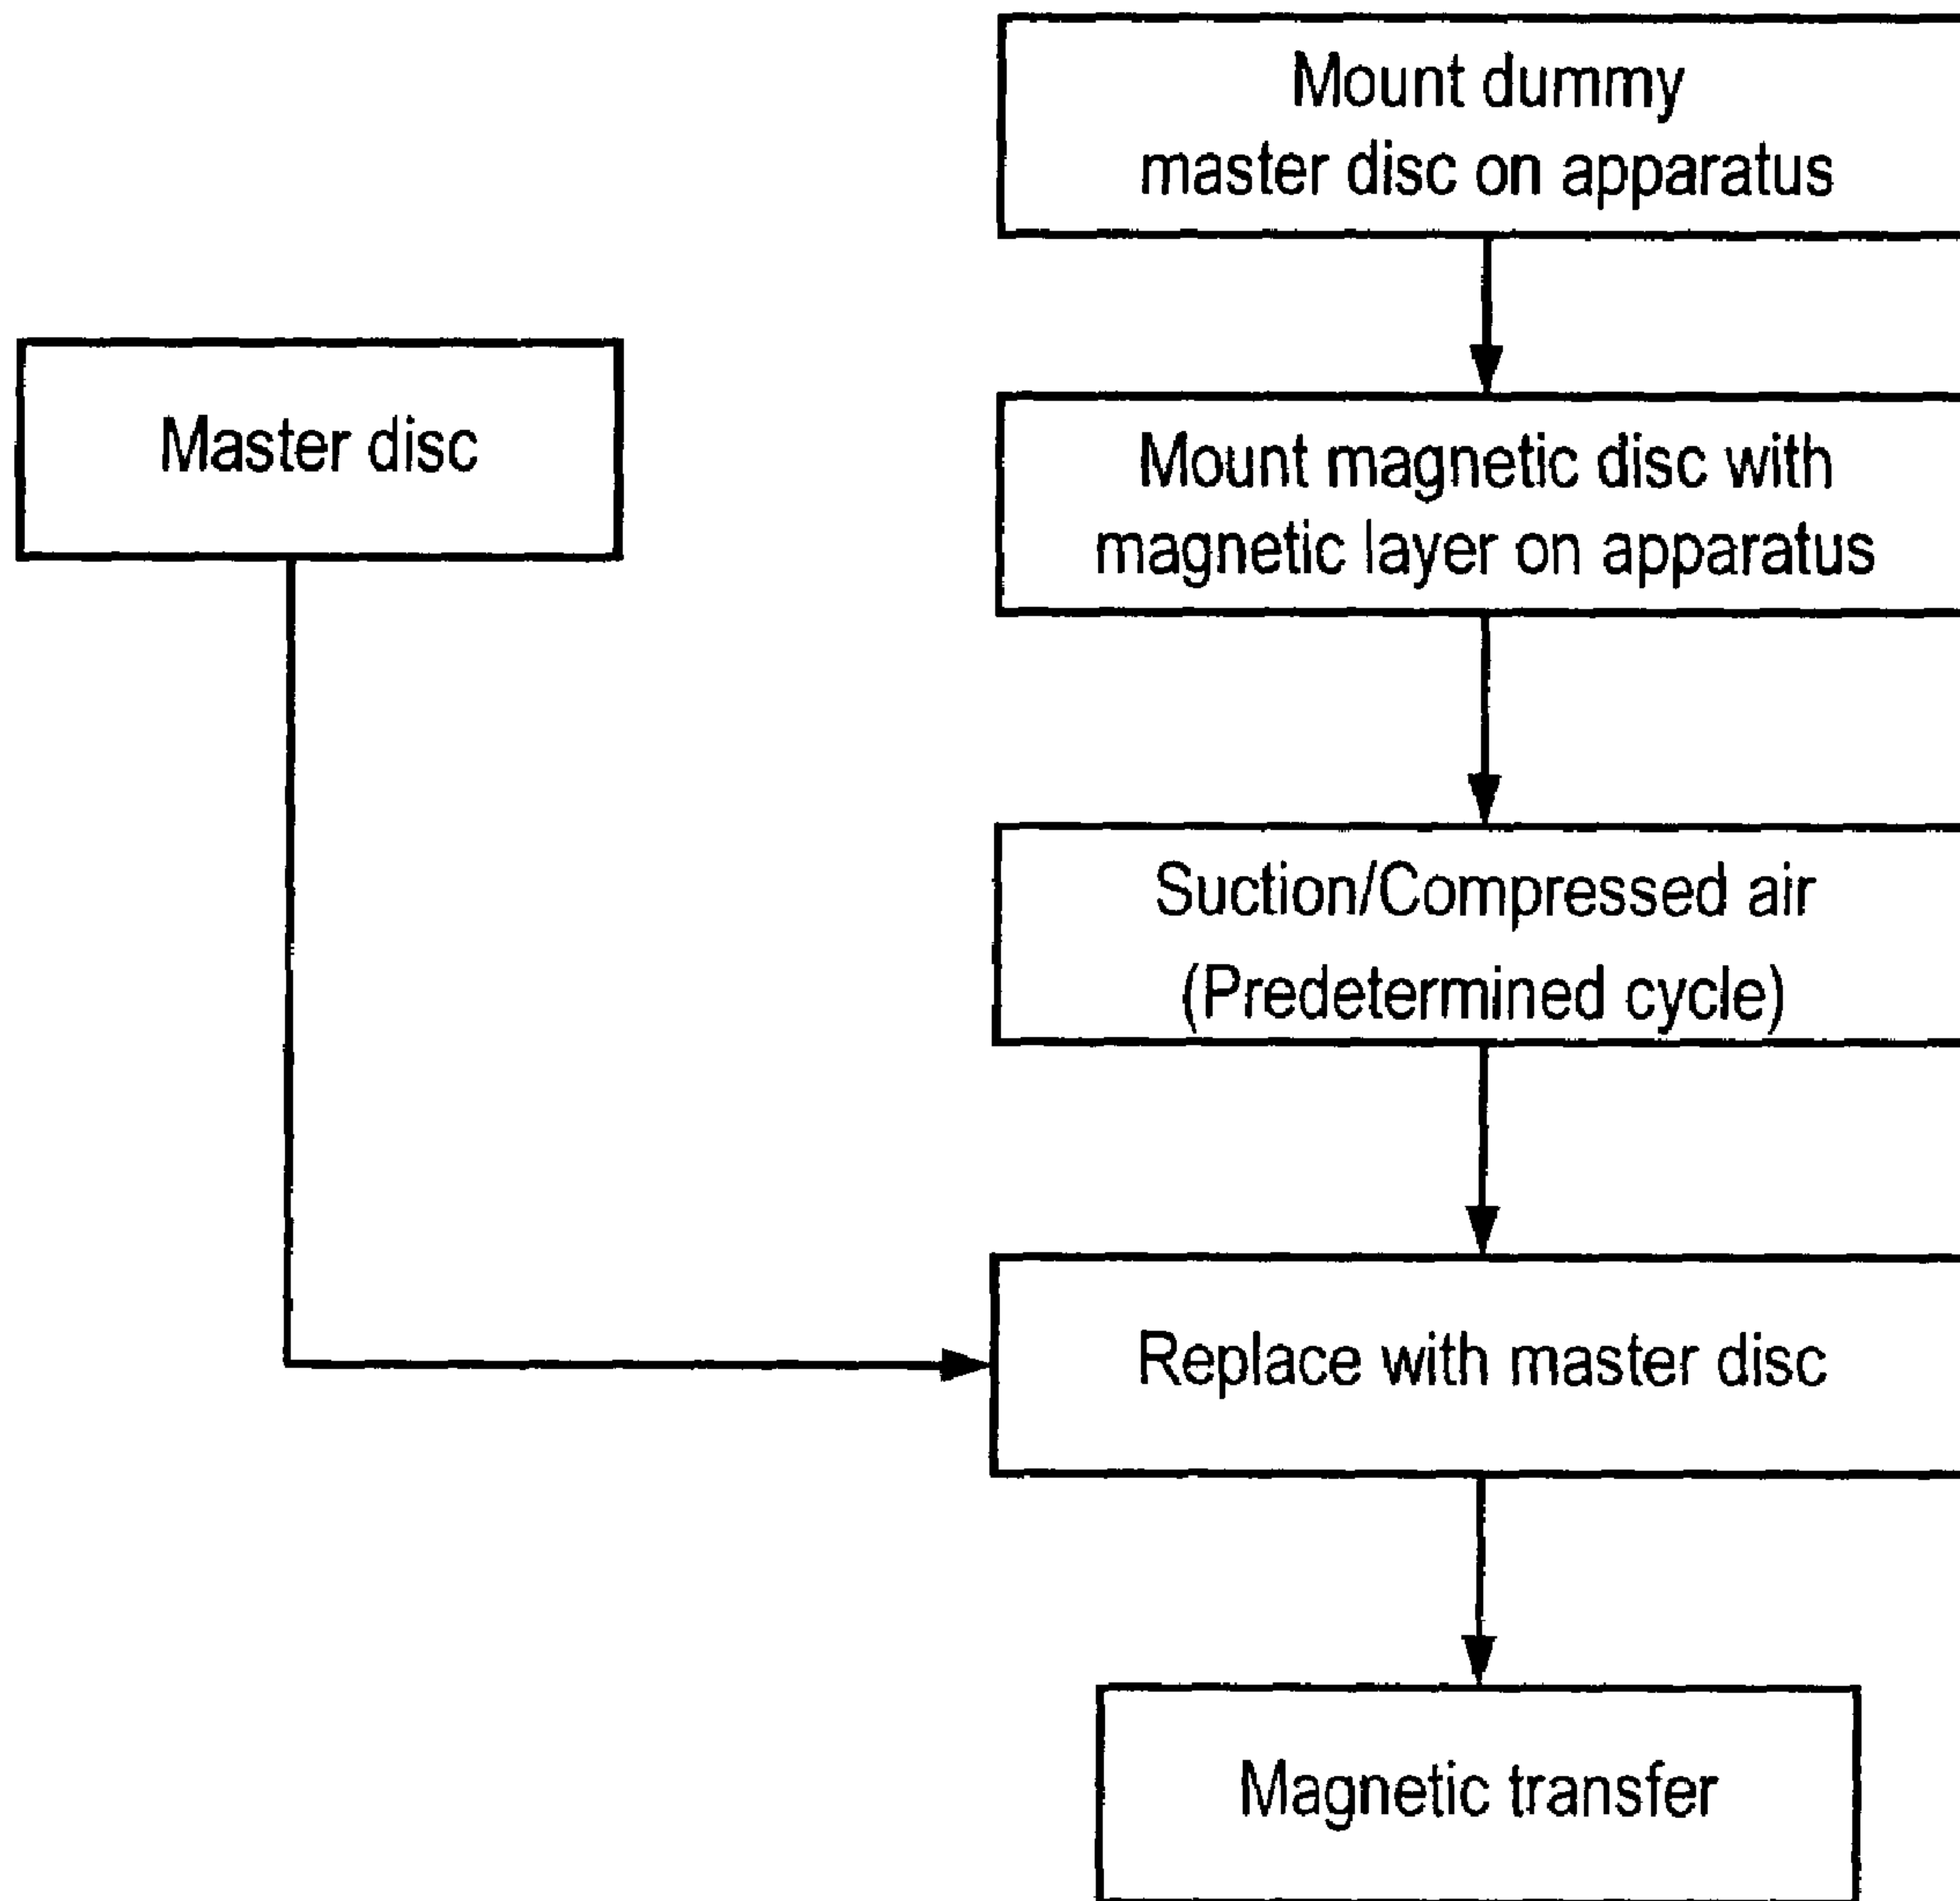 Mount dummy
master disc on apparatus
Master disc
Mount magnetic disc with
magnetic layer on apparatus
Suction/Compressed air
(Predetermined cycle)
Replace with master disc
Magnetic transfer